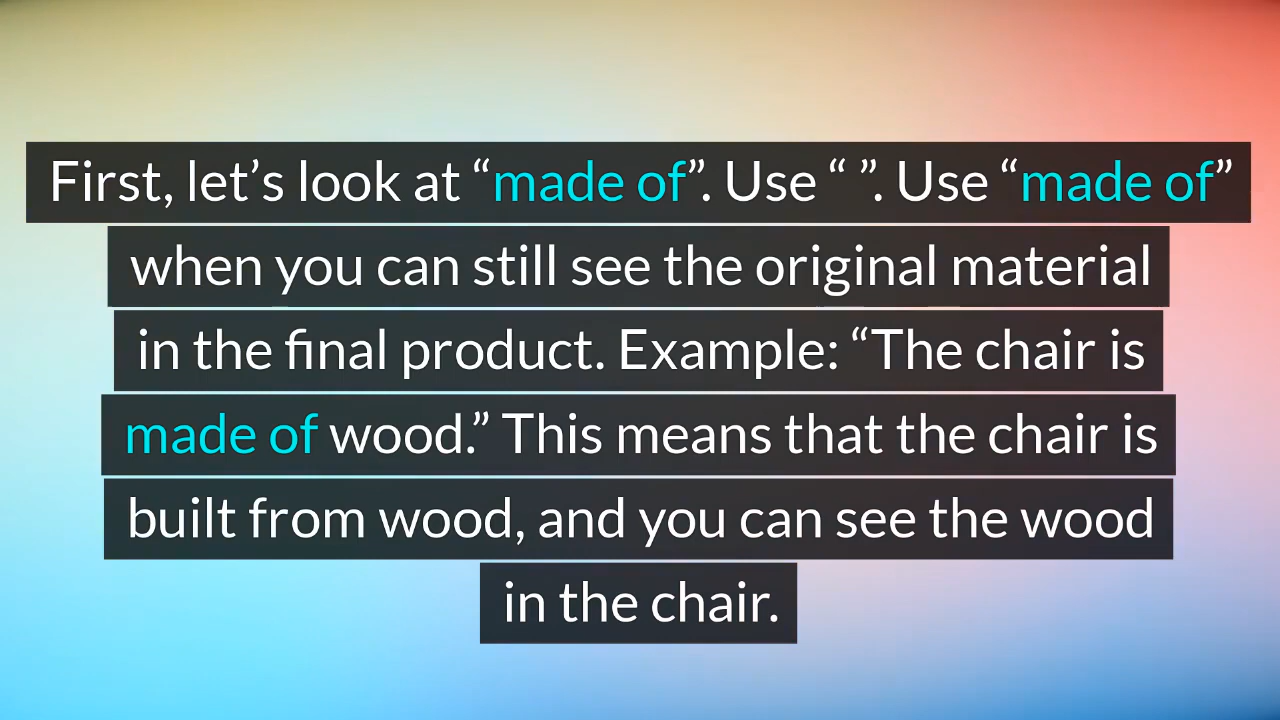 First, let’s look at “made of”. Use “ ”. Use “made of”
when you can still see the original material
in the final product. Example: “The chair is
made of wood.” This means that the chair is
built from wood, and you can see the wood
in the chair.